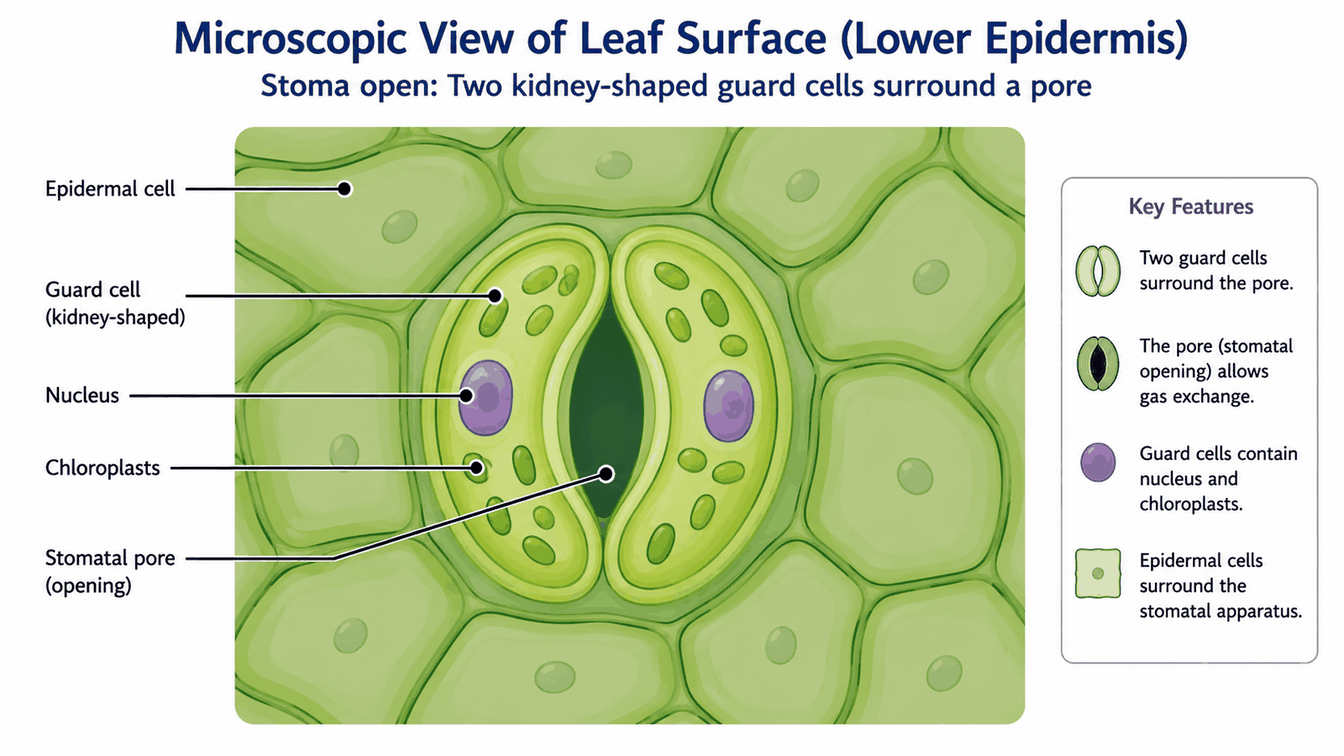 Microscopic View of Leaf Surface (Lower Epidermis)
Stoma open: Two kidney-shaped guard cells surround a pore
Epidermal cell
Guard cell
(kidney-shaped)
Nucleus
Chloroplasts
Stomatal pore
(opening)
Key Features
Two guard cells
surround the pore.
The pore (stomatal
opening) allows
gas exchange.
Guard cells contain
nucleus and
chloroplasts.
Epidermal cells
surround the
stomatal apparatus.